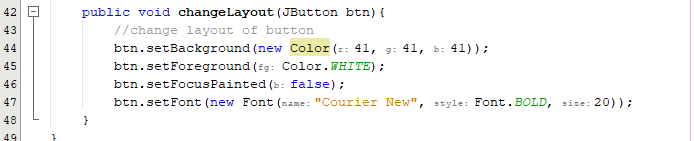 42 public void changeLayout(JButton btn){
43 //change layout of button
44 btn.setBackground(new Color(r: 41, g: 41, b: 41));
45 btn.setForeground(fg: Color.WHITE);
46 btn.setFocusPainted(b: false);
47 btn.setFont(new Font(name: "Courier New", style: Font.BOLD, size: 20));
48 }
49 }